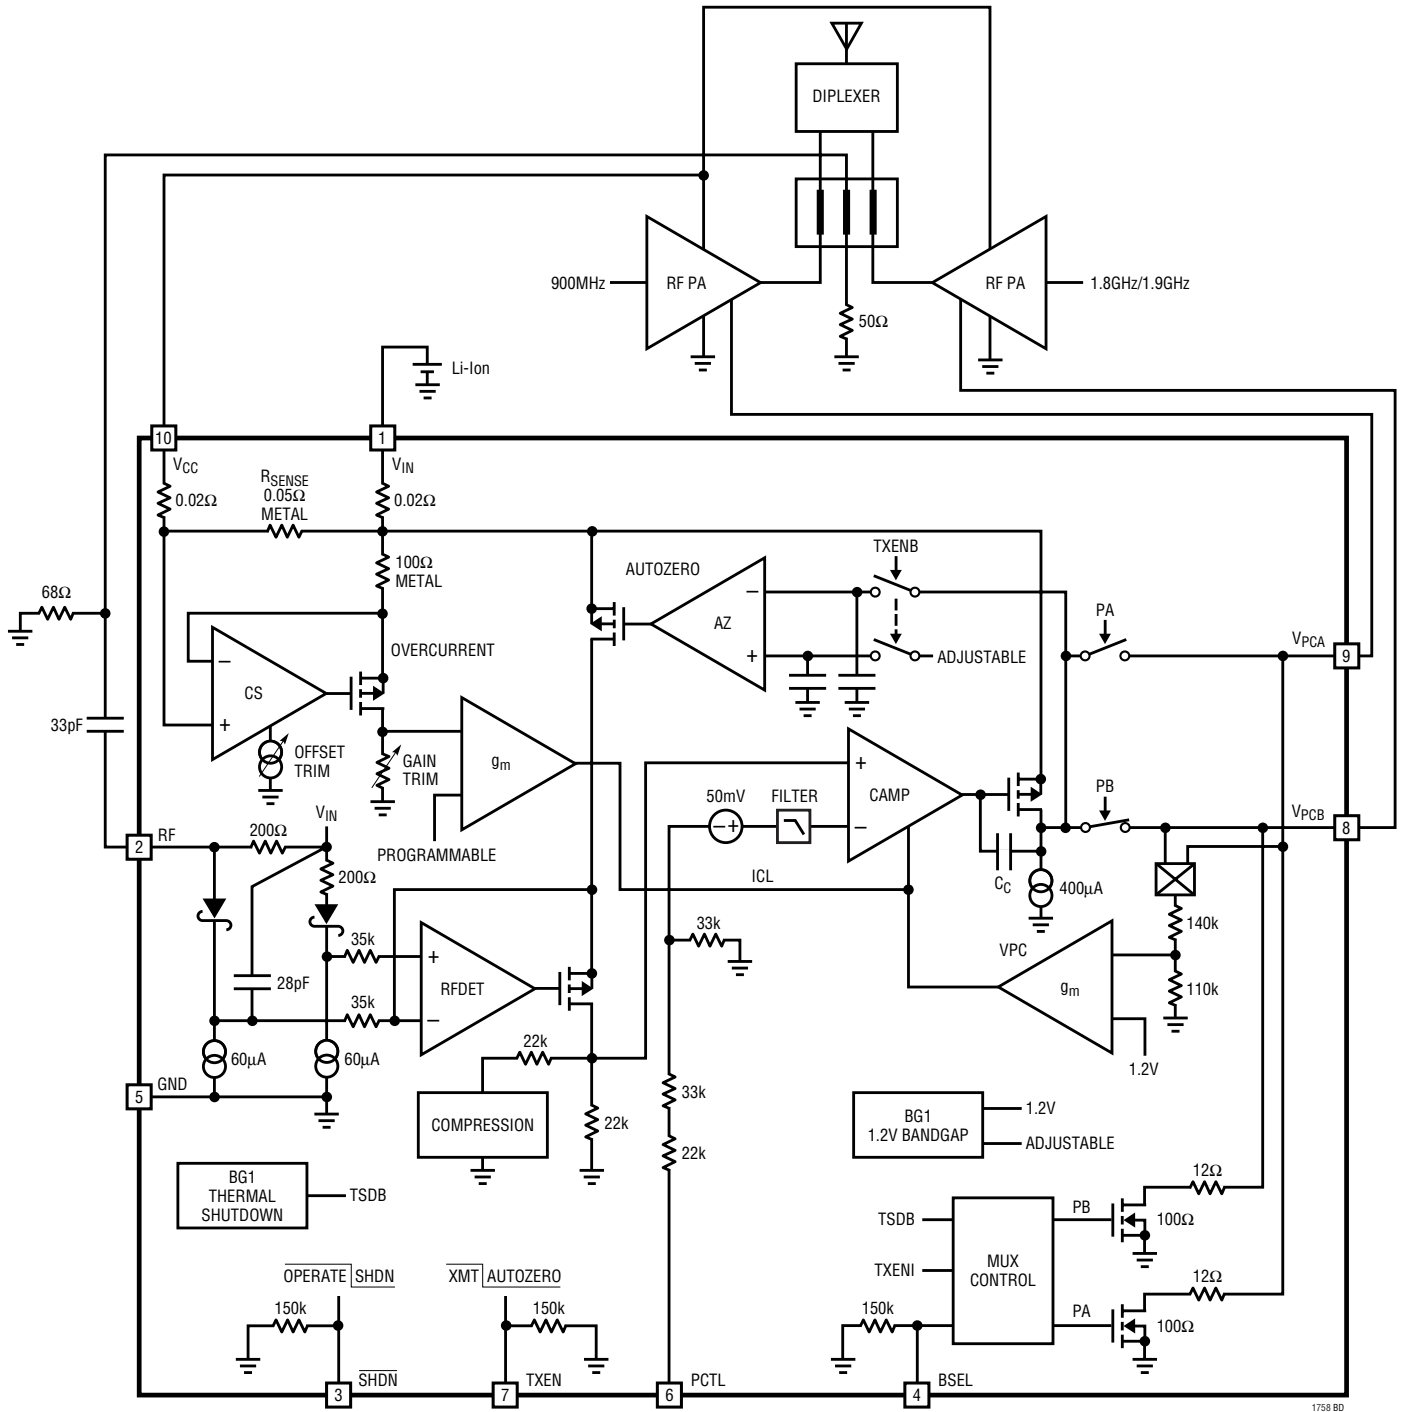 DIPLEXER
900MHz
RF PA
RF PA
1.8GHz/1.9GHz
50Ω
Li-Ion
10
1
VCC
VIN
0.02Ω
RSENSE
0.05Ω
METAL
0.02Ω
100Ω
METAL
68Ω
AUTOZERO
TXENB
AZ
−
+
ADJUSTABLE
PA
VPCA
9
OVERCURRENT
−
CS
+
33pF
OFFSET
TRIM
GAIN
TRIM
gm
PROGRAMMABLE
50mV
−+
FILTER
+
CAMP
−
PB
VPCB
8
VIN
2
RF
200Ω
200Ω
ICL
CC
400µA
140k
110k
VPC
gm
1.2V
35k
+
RFDET
−
28pF
35k
33k
60µA
60µA
5
GND
22k
COMPRESSION
22k
33k
22k
BG1
1.2V BANDGAP
1.2V
ADJUSTABLE
BG1
THERMAL
SHUTDOWN
TSDB
TSDB
TXENI
MUX
CONTROL
PB
12Ω
100Ω
PA
12Ω
100Ω
OPERATE SHDN
XMT AUTOZERO
150k
150k
150k
3
SHDN
7
TXEN
6
PCTL
4
BSEL
1758 BD